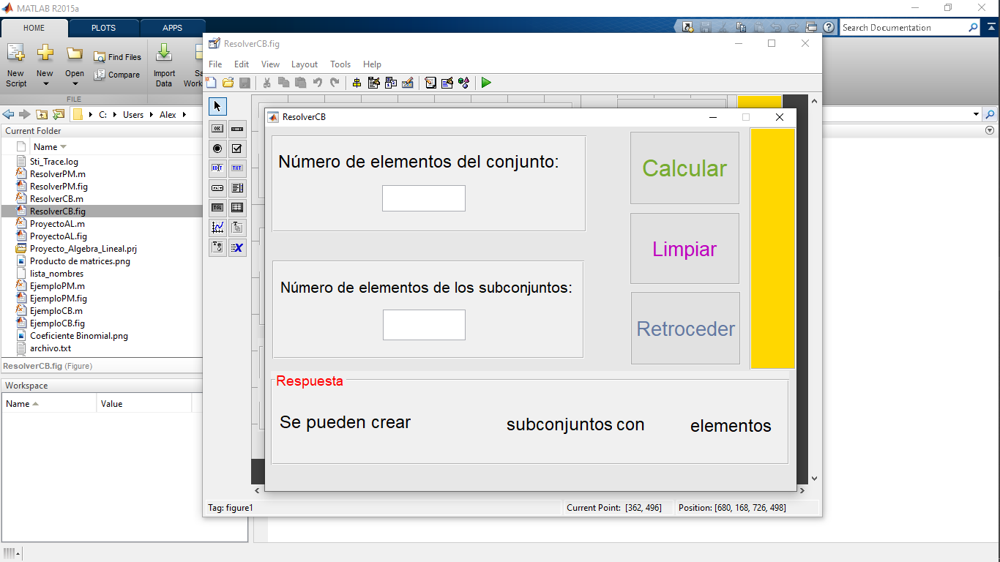 MATLAB R2015a
HOME PLOTS APPS
Search Documentation
New Script
New
Open
Find Files
Compare
Import Data
FILE
ResolverCB.fig
File Edit View Layout Tools Help
C: Users Alex
Current Folder
Name
Sti_Trace.log
ResolverPM.m
ResolverPM.fig
ResolverCB.m
ResolverCB.fig
ProyectoAL.m
ProyectoAL.fig
Proyecto_Algebra_Lineal.prj
Producto de matrices.png
lista_nombres
EjemploPM.m
EjemploPM.fig
EjemploCB.m
EjemploCB.fig
Coeficiente Binomial.png
archivo.txt
ResolverCB.fig (Figure)
Workspace
Name Value
OK
EDIT TXT
TGL
ResolverCB
Número de elementos del conjunto:
Calcular
Limpiar
Número de elementos de los subconjuntos:
Retroceder
Respuesta
Se pueden crear subconjuntos con elementos
Tag: figure1
Current Point: [362, 496]
Position: [680, 168, 726, 498]